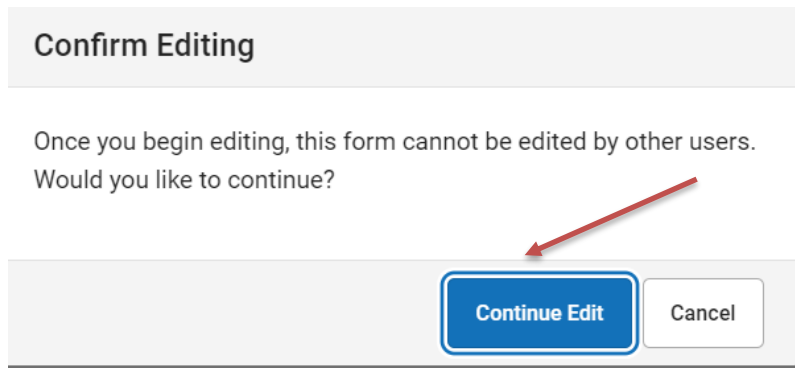 Confirm Editing
Once you begin editing, this form cannot be edited by other users.
Would you like to continue?
Continue Edit
Cancel